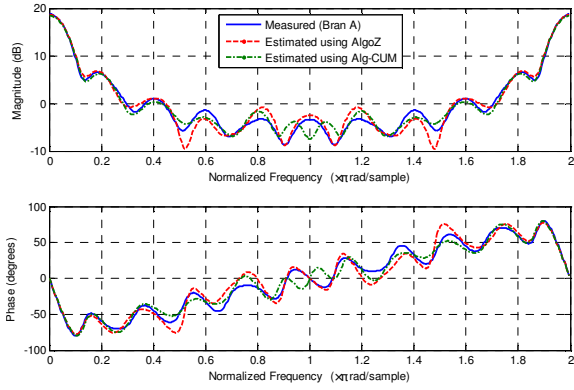 20
10
0
-10
Magnitude (dB)
Measured (Bran A)
Estimated using AlgoZ
Estimated using Alg-CUM
0 0.2 0.4 0.6 0.8 1 1.2 1.4 1.6 1.8 2
Normalized Frequency (×π rad/sample)
100
50
0
-50
-100
Phase (degrees)
0 0.2 0.4 0.6 0.8 1 1.2 1.4 1.6 1.8 2
Normalized Frequency (×π rad/sample)